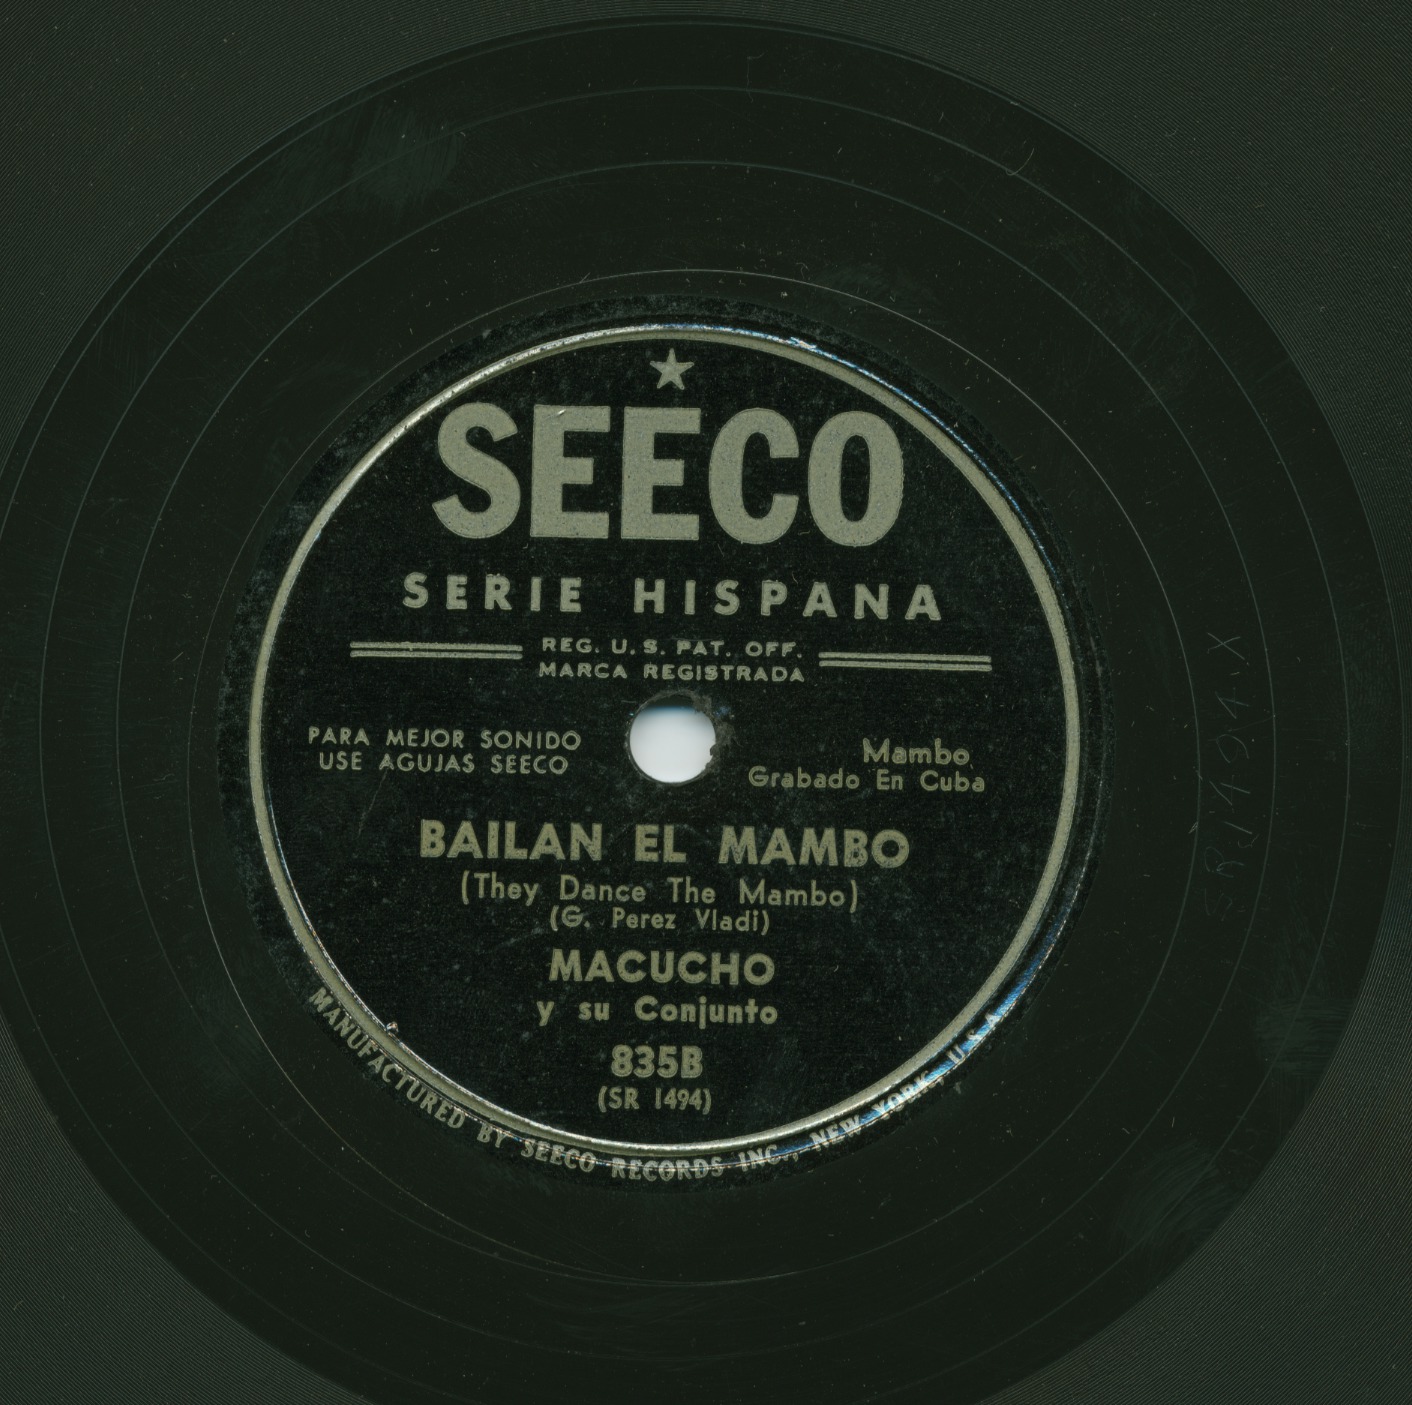 SEECO
SERIE HISPANA
REG. U. S. PAT. OFF.
MARCA REGISTRADA
PARA MEJOR SONIDO
USE AGUJAS SEECO
Mambo
Grabado En Cuba
BAILAN EL MAMBO
(They Dance The Mambo)
(G. Perez Vladi)
MACUCHO
y su Conjunto
835B
(SR 1494)
MANUFACTURED BY SEECO RECORDS INC., NEW YORK, U.S.A.